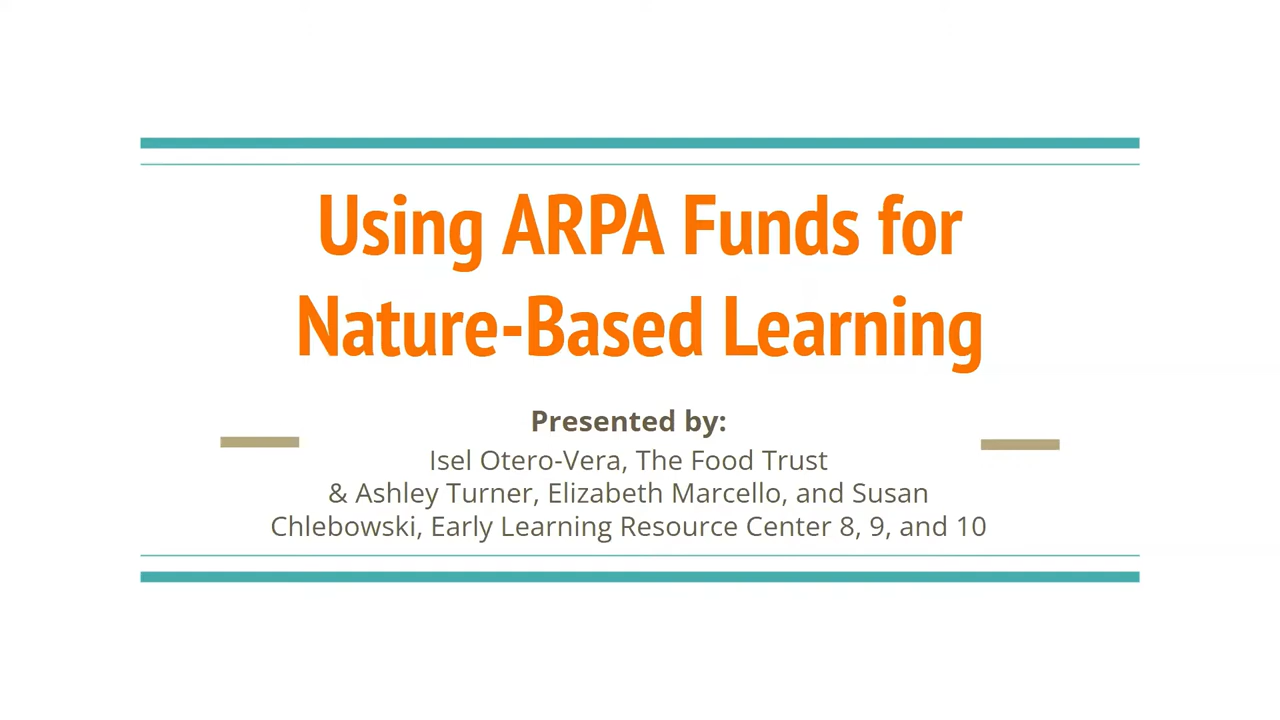 Using ARPA Funds for
Nature-Based Learning
Presented by:
Isel Otero-Vera, The Food Trust
& Ashley Turner, Elizabeth Marcello, and Susan
Chlebowski, Early Learning Resource Center 8, 9, and 10